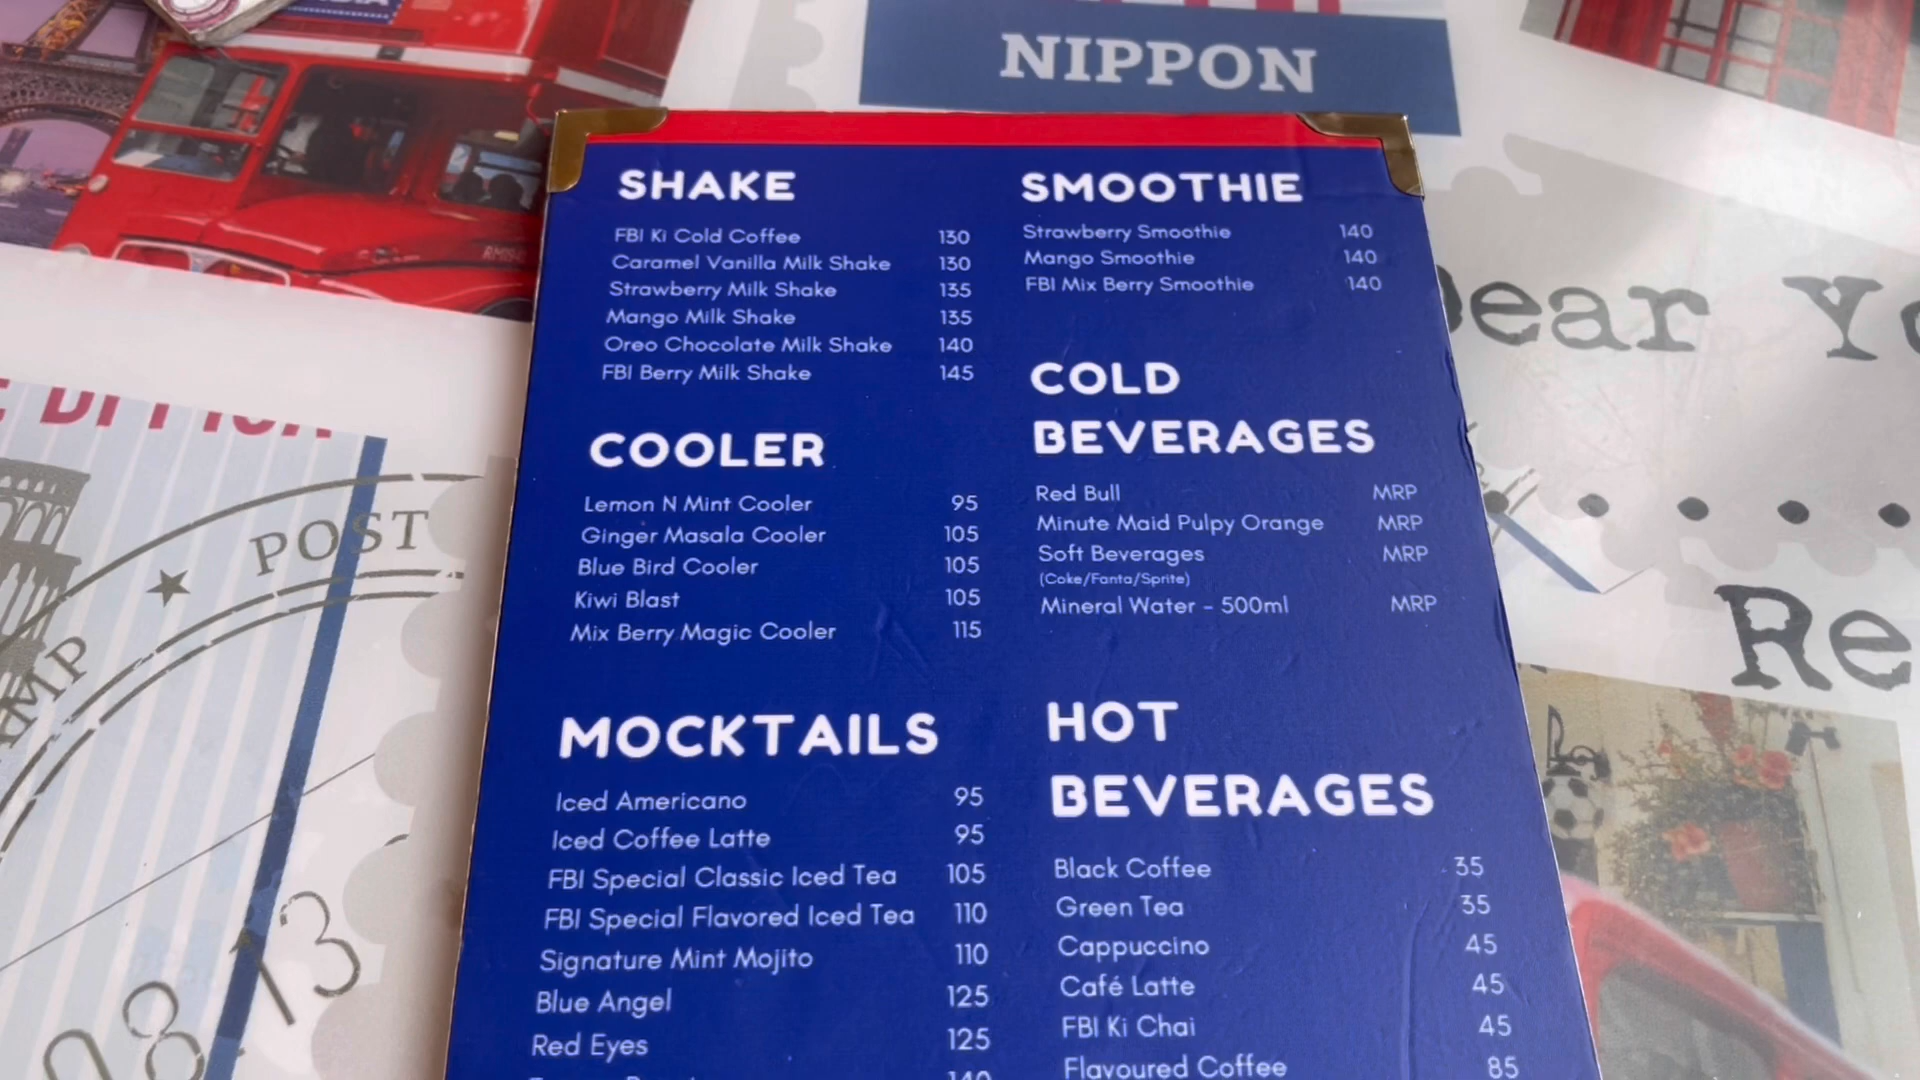 NIPPON
SHAKE
FBI Ki Cold Coffee 130
Caramel Vanilla Milk Shake 130
Strawberry Milk Shake 135
Mango Milk Shake 135
Oreo Chocolate Milk Shake 140
FBI Berry Milk Shake 145
COOLER
Lemon N Mint Cooler 95
Ginger Masala Cooler 105
Blue Bird Cooler 105
Kiwi Blast 105
Mix Berry Magic Cooler 115
MOCKTAILS
Iced Americano 95
Iced Coffee Latte 95
FBI Special Classic Iced Tea 105
FBI Special Flavored Iced Tea 110
Signature Mint Mojito 110
Blue Angel 125
Red Eyes 125
140
SMOOTHIE
Strawberry Smoothie 140
Mango Smoothie 140
FBI Mix Berry Smoothie 140
COLD
BEVERAGES
Red Bull MRP
Minute Maid Pulpy Orange MRP
Soft Beverages MRP
(Coke/Fanta/Sprite)
Mineral Water - 500ml MRP
HOT
BEVERAGES
Black Coffee 35
Green Tea 35
Cappuccino 45
Café Latte 45
FBI Ki Chai 45
Flavoured Coffee 85
POST
ear Yo
Re
13